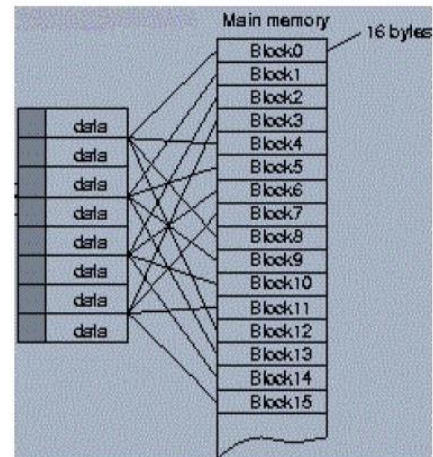 Main memory
16 bytes
Block0
Block1
Block2
Block3
Block4
Block5
Block6
Block7
Block8
Block9
Block10
Block11
Block12
Block13
Block14
Block15
data
data
data
data
data
data
data
data